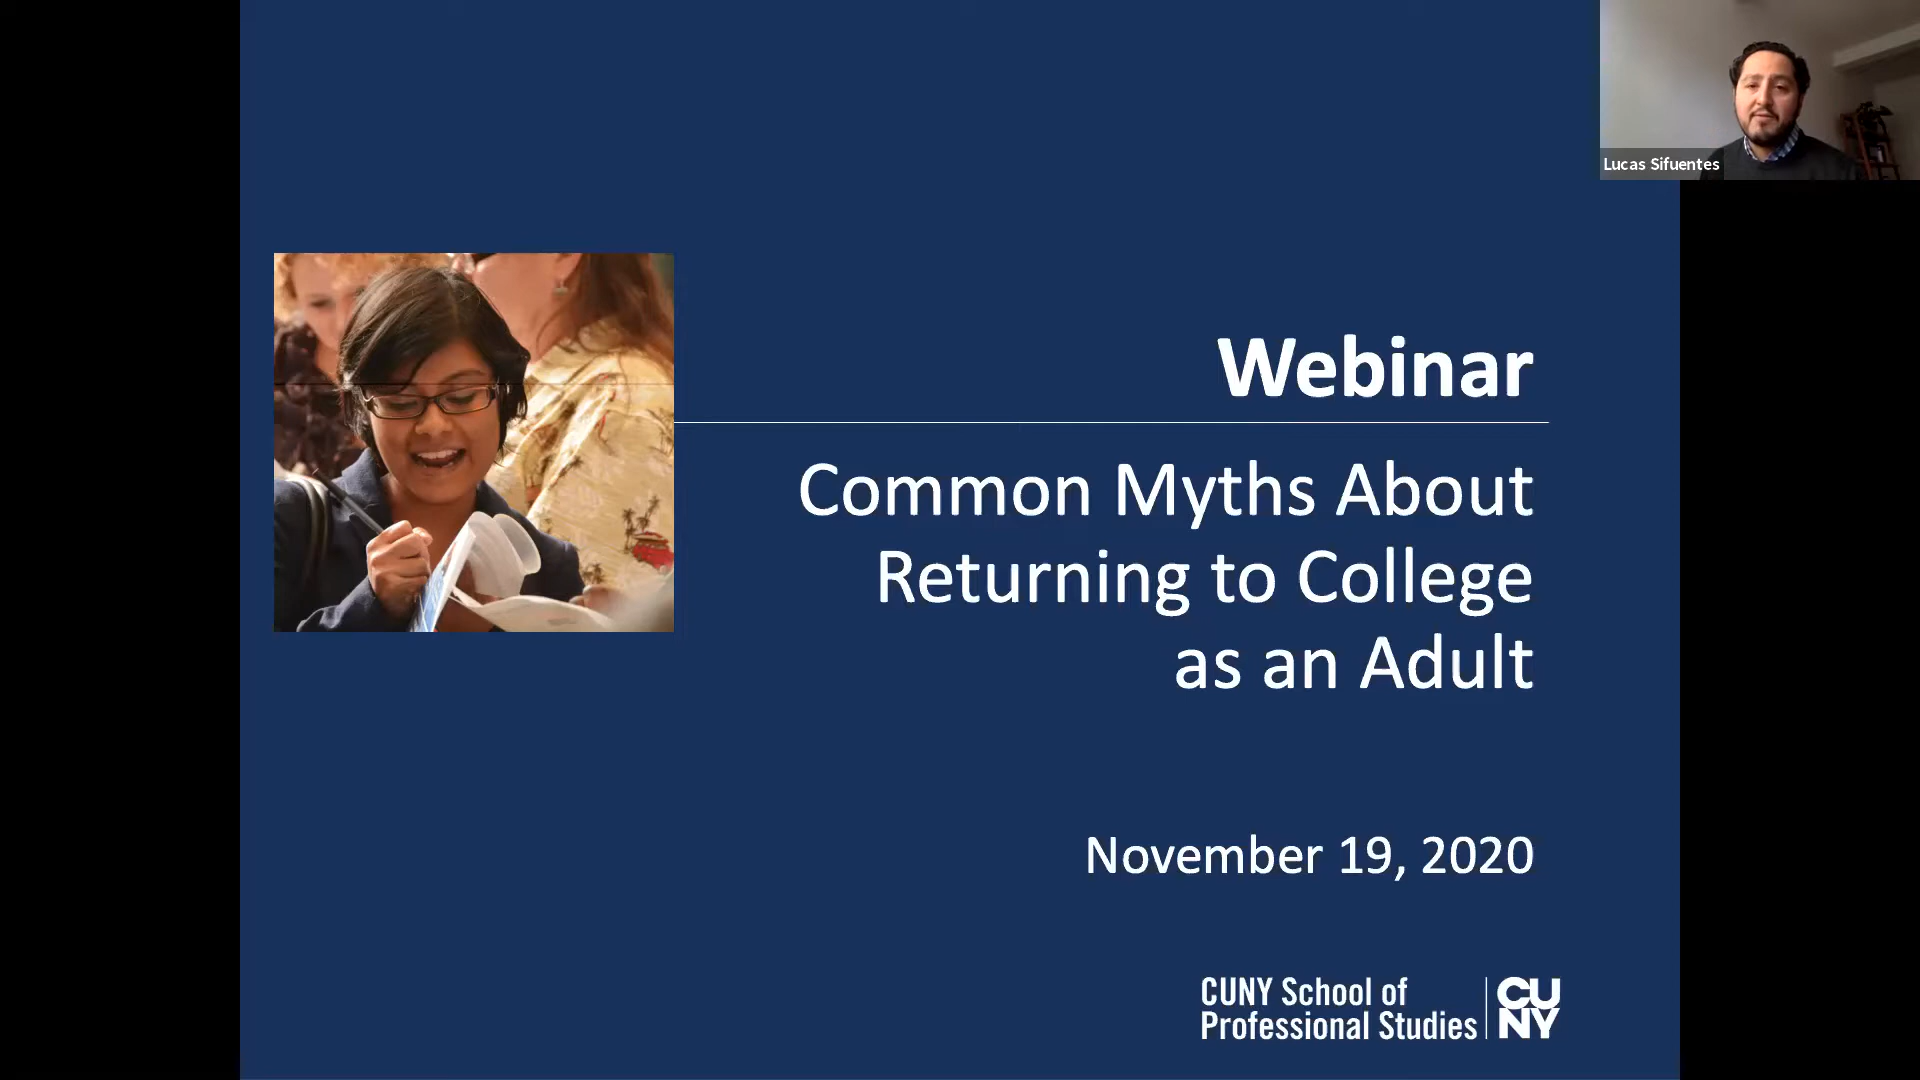 Lucas Sifuentes
Webinar
Common Myths About
Returning to College
as an Adult
November 19, 2020
CUNY School of
Professional Studies
CU
NY